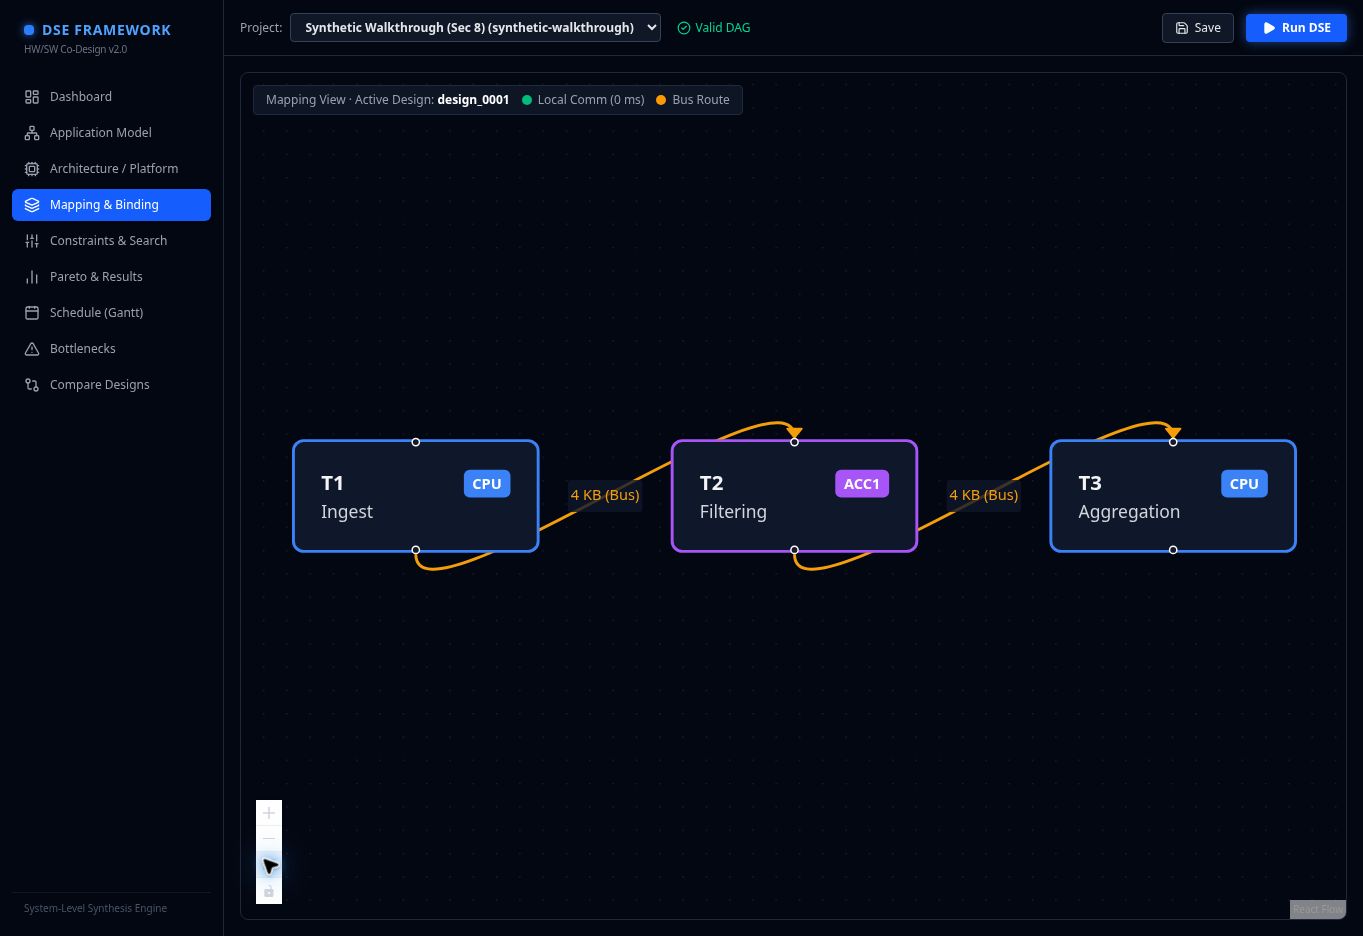 DSE FRAMEWORK
HW/SW Co-Design v2.0
Dashboard
Application Model
Architecture / Platform
Mapping & Binding
Constraints & Search
Pareto & Results
Schedule (Gantt)
Bottlenecks
Compare Designs
System-Level Synthesis Engine
Project: Synthetic Walkthrough (Sec 8) (synthetic-walkthrough) Valid DAG Save Run DSE
Mapping View · Active Design: design_0001 Local Comm (0 ms) Bus Route
T1 CPU
Ingest
4 KB (Bus)
T2 ACC1
Filtering
4 KB (Bus)
T3 CPU
Aggregation
React Flow